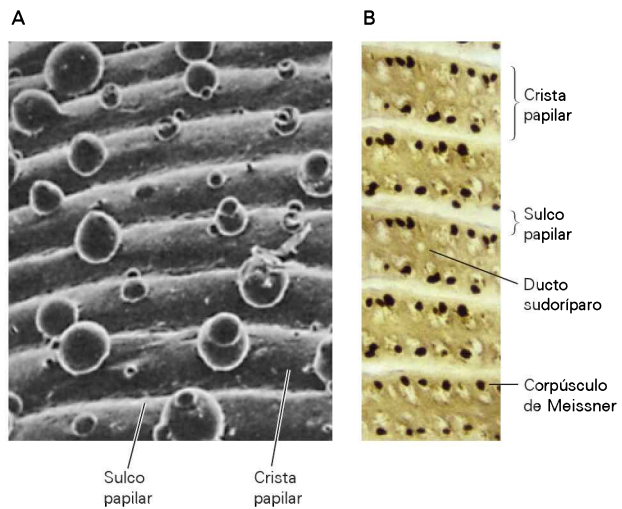 A
B
Crista
papilar
Sulco
papilar
Ducto
sudoríparo
Corpúsculo
de Meissner
Sulco
papilar
Crista
papilar